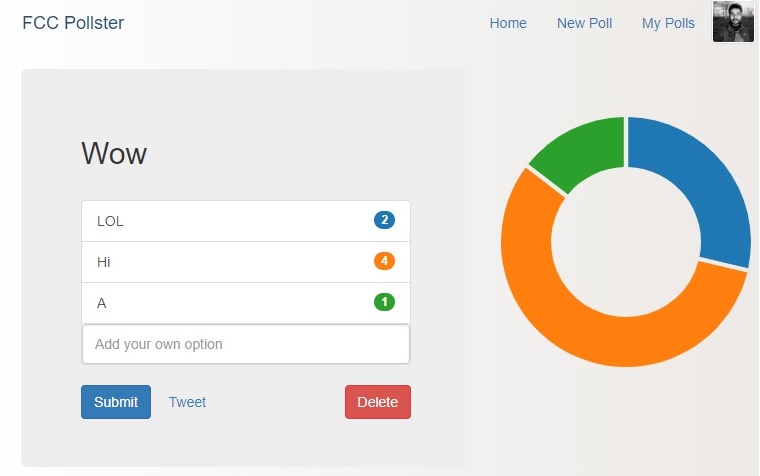 FCC Pollster Home New Poll My Polls
Wow
LOL 2
Hi 4
A 1
Add your own option
Submit Tweet Delete